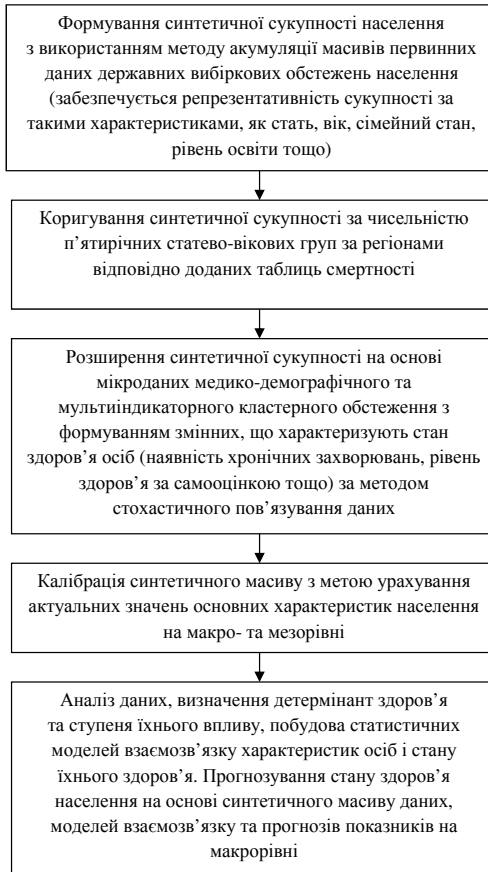 Формування синтетичної сукупності населення
з використанням методу акумуляції масивів первинних
даних державних вибіркових обстежень населення
(забезпечується репрезентативність сукупності за
такими характеристиками, як стать, вік, сімейний стан,
рівень освіти тощо)
Коригування синтетичної сукупності за чисельністю
п’ятирічних статево-вікових груп за регіонами
відповідно доданих таблиць смертності
Розширення синтетичної сукупності на основі
мікроданих медико-демографічного та
мультиіндикаторного кластерного обстеження з
формуванням змінних, що характеризують стан
здоров’я осіб (наявність хронічних захворювань, рівень
здоров’я за самооцінкою тощо) за методом
стохастичного пов’язування даних
Калібрація синтетичного масиву з метою урахування
актуальних значень основних характеристик населення
на макро- та мезорівні
Аналіз даних, визначення детермінант здоров’я
та ступеня їхнього впливу, побудова статистичних
моделей взаємозв’язку характеристик осіб і стану
їхнього здоров’я. Прогнозування стану здоров’я
населення на основі синтетичного масиву даних,
моделей взаємозв’язку та прогнозів показників на
макрорівні